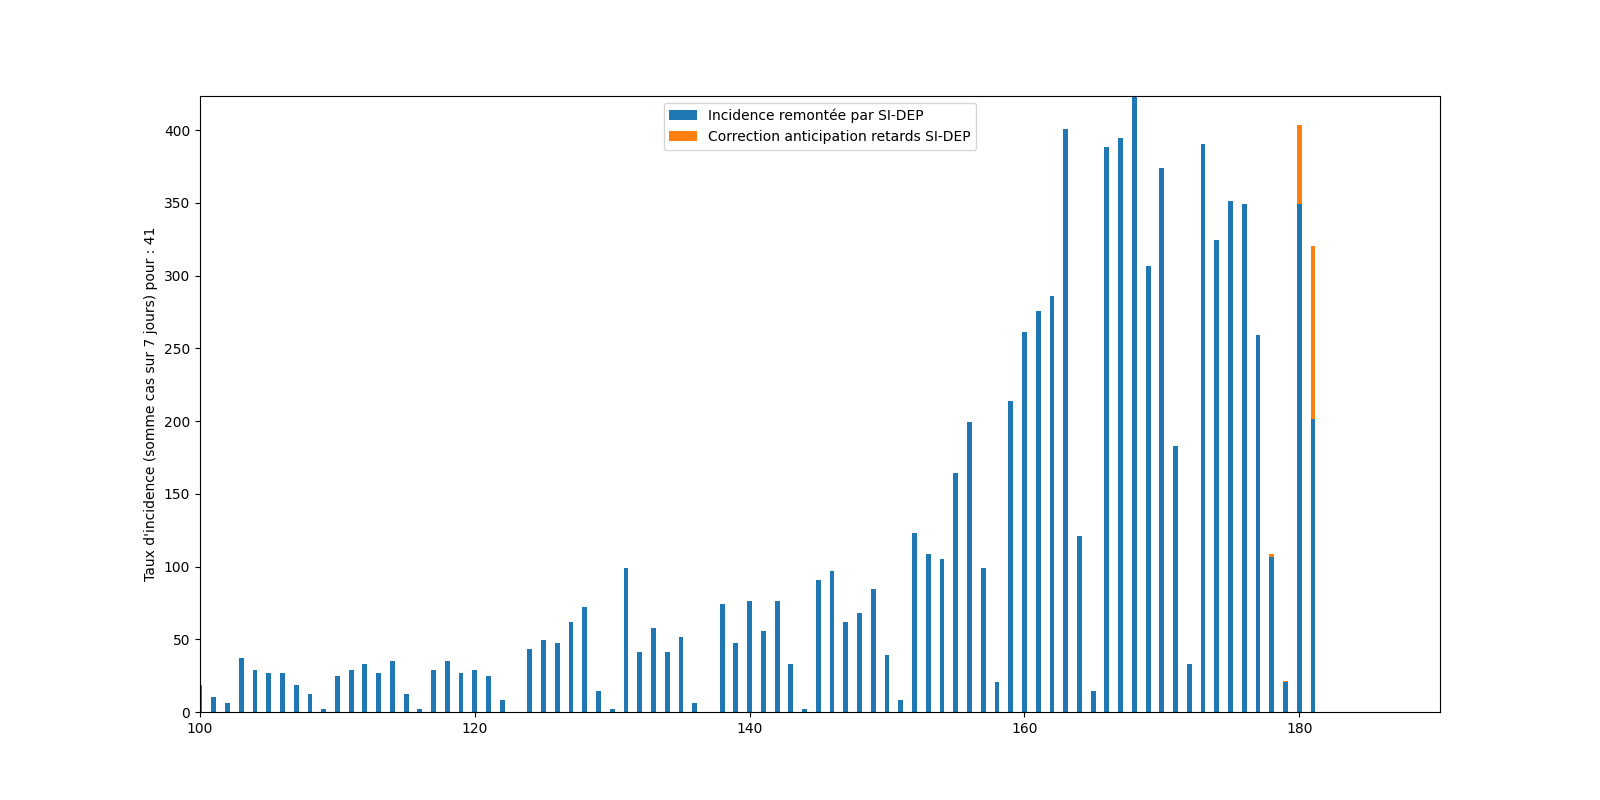 Incidence remontée par SI-DEP
Correction anticipation retards SI-DEP
Taux d'incidence (somme cas sur 7 jours) pour : 41
400
350
300
250
200
150
100
50
0
100 120 140 160 180